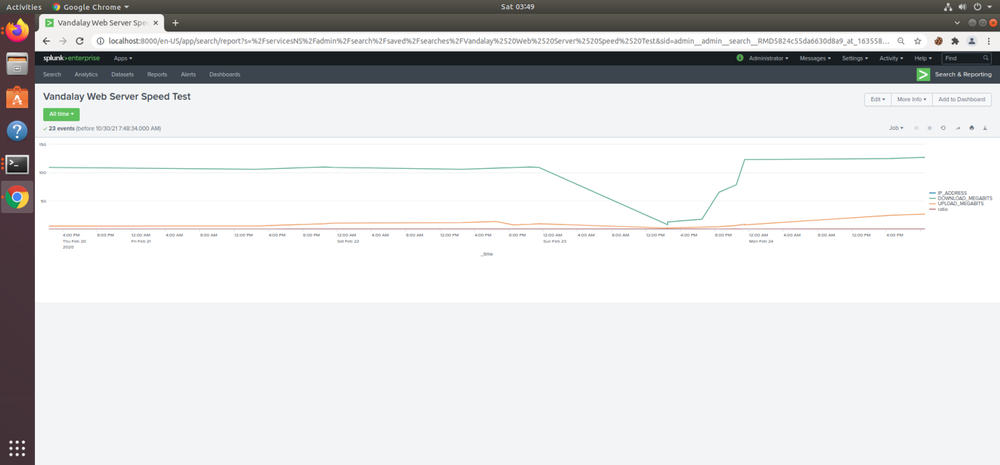 Activities Google Chrome Sat 03:49
Vandalay Web Server Spe
localhost:8000/en-US/app/search/report?s=%2FservicesNS%2Fadmin%2Fsearch%2Fsaved%2Fsearches%2FVandalay%2520Web%2520Server%2520Speed%2520Test&sid=admin__admin__search__RMD5824c55da6630d8a9_at_163558...
splunk>enterprise Apps Administrator Messages Settings Activity Help Find
Search Analytics Datasets Reports Alerts Dashboards Search & Reporting
Vandalay Web Server Speed Test
Edit More Info Add to Dashboard
All time
23 events (before 10/30/21 7:48:34.000 AM)
Job
150
100
50
IP_ADDRESS
DOWNLOAD_MEGABITS
UPLOAD_MEGABITS
ratio
4:00 PM 8:00 PM 12:00 AM 4:00 AM 8:00 AM 12:00 PM 4:00 PM 8:00 PM 12:00 AM 4:00 AM 8:00 AM 12:00 PM 4:00 PM 8:00 PM 12:00 AM 4:00 AM 8:00 AM 12:00 PM 4:00 PM 8:00 PM 12:00 AM 4:00 AM 8:00 AM 12:00 PM 4:00 PM
Thu Feb 20 Fri Feb 21 Sat Feb 22 Sun Feb 23 Mon Feb 24
2020
_time